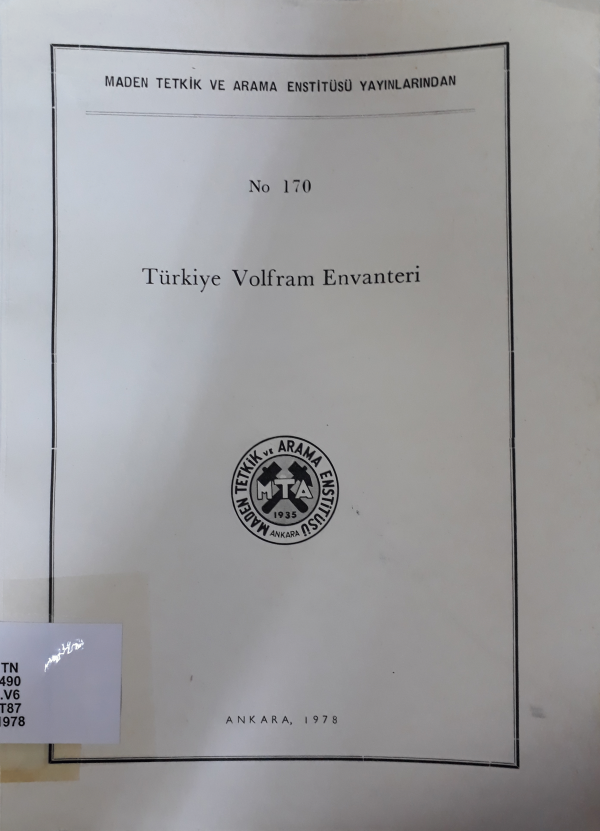 MADEN TETKİK VE ARAMA ENSTİTÜSÜ YAYINLARINDAN
No 170
Türkiye Volfram Envanteri
MADEN TETKİK VE ARAMA ENSTİTÜSÜ
MTA
1935
ANKARA
TN
490
.V6
T87
1978
ANKARA, 1978